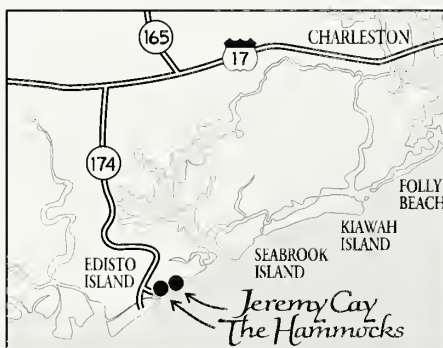 165
CHARLESTON
17
174
FOLLY
BEACH
KIAWAH
ISLAND
SEABROOK
ISLAND
EDISTO
ISLAND
Jeremy Cay
The Hammocks